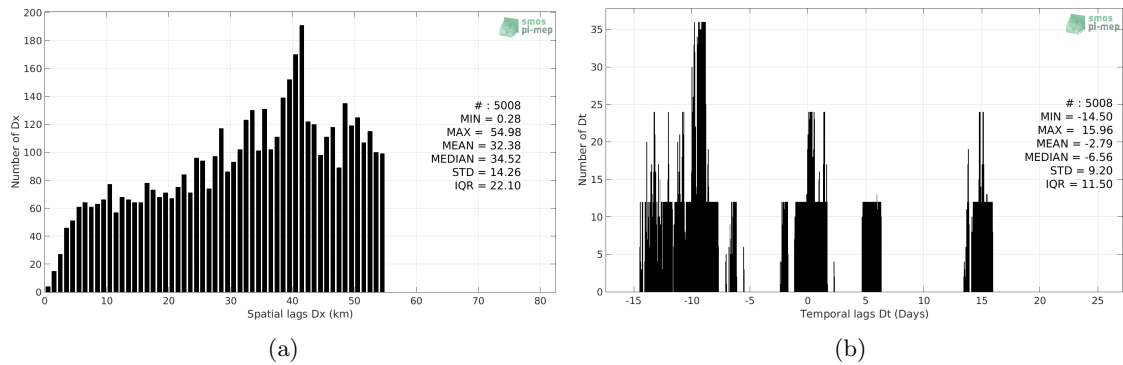 200
180
160
140
120
100
80
60
40
20
0
0 10 20 30 40 50 60 70 80
Number of Dx
Spatial lags Dx (km)
smos
pi-mep
# : 5008
MIN = 0.28
MAX = 54.98
MEAN = 32.38
MEDIAN = 34.52
STD = 14.26
IQR = 22.10
(a)
35
30
25
20
15
10
5
0
-15 -10 -5 0 5 10 15 20 25
Number of Dt
Temporal lags Dt (Days)
smos
pi-mep
# : 5008
MIN = -14.50
MAX = 15.96
MEAN = -2.79
MEDIAN = -6.56
STD = 9.20
IQR = 11.50
(b)